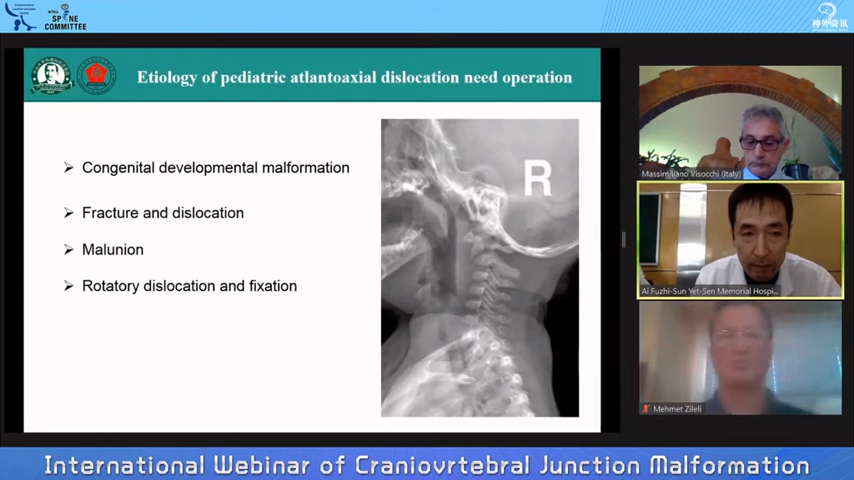 WFNS
SPINE
COMMITTEE
神外资讯
Etiology of pediatric atlantoaxial dislocation need operation
Congenital developmental malformation
Fracture and dislocation
Malunion
Rotatory dislocation and fixation
R
Massimiliano Visocchi (Italy)
Ai Fuzhi-Sun Yet-Sen Memorial Hospi...
Mehmet Zileli
International Webinar of Craniovrtebral Junction Malformation